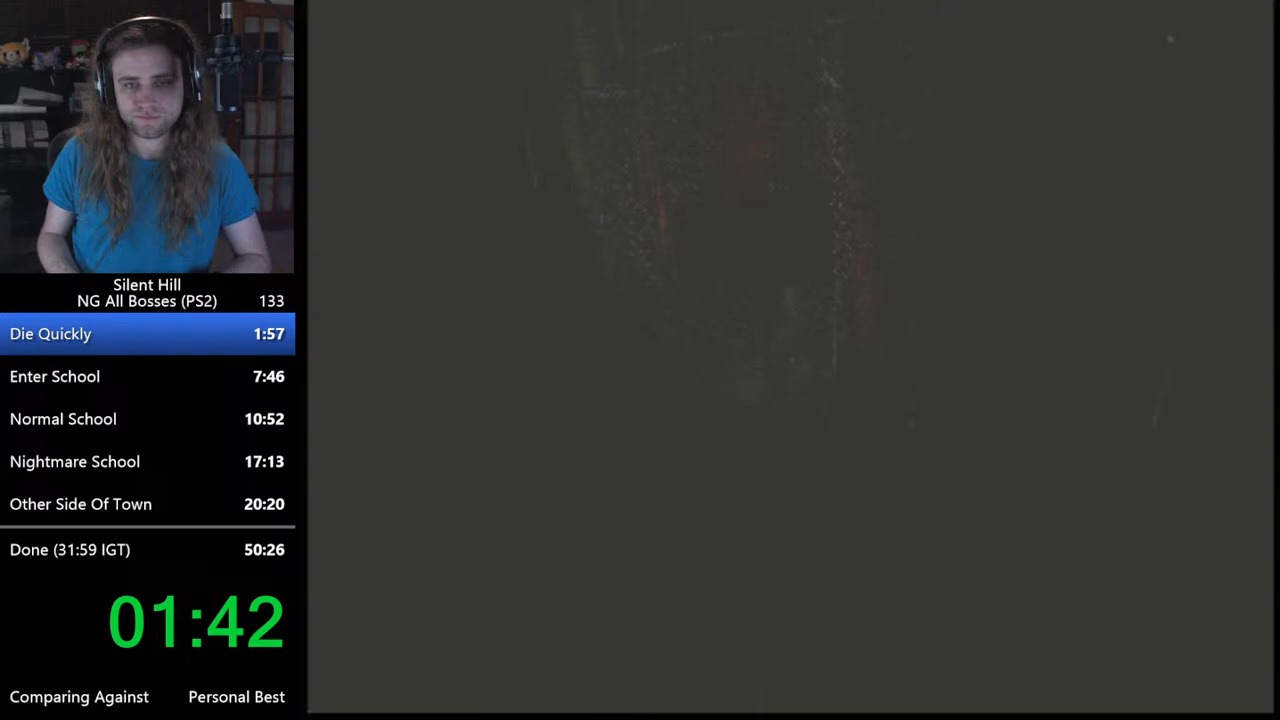 Silent Hill
NG All Bosses (PS2) 133
Die Quickly 1:57
Enter School 7:46
Normal School 10:52
Nightmare School 17:13
Other Side Of Town 20:20
Done (31:59 IGT) 50:26
01:42
Comparing Against Personal Best